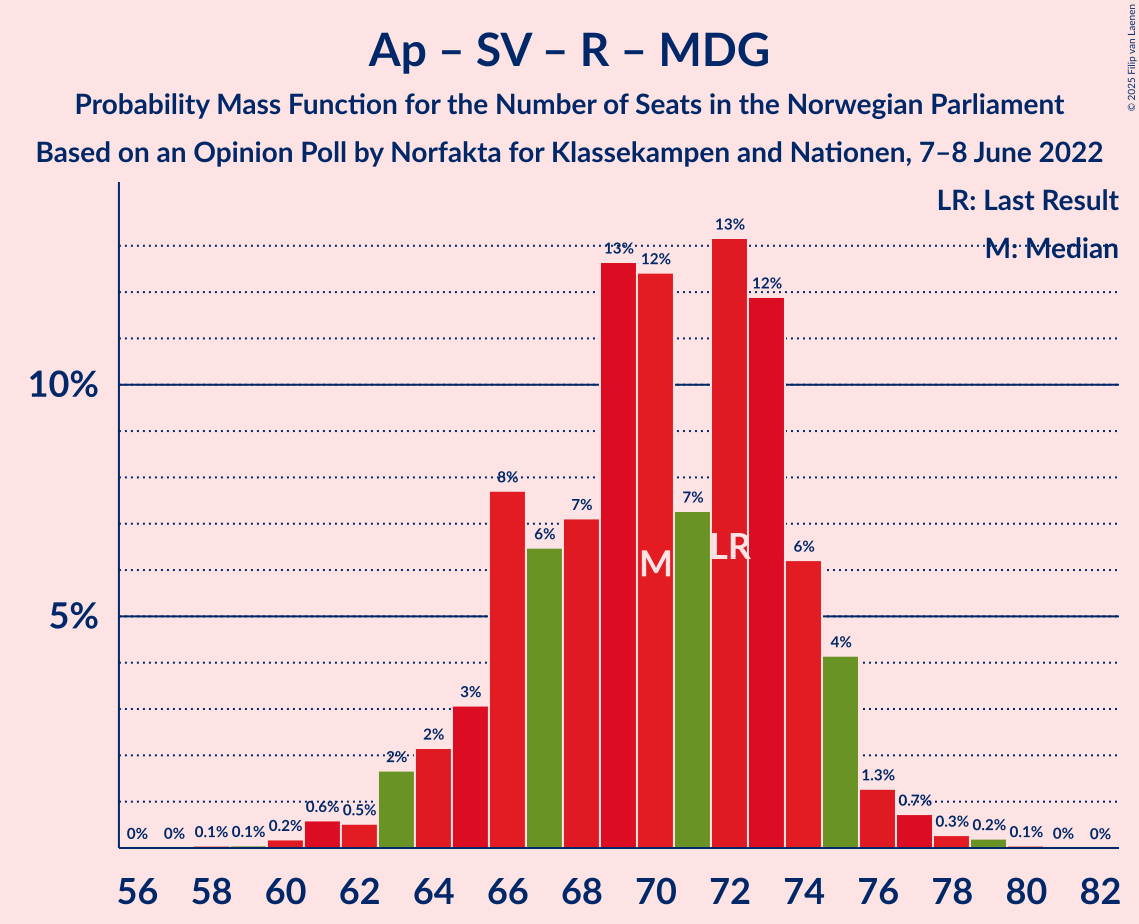 Ap – SV – R – MDG
Probability Mass Function for the Number of Seats in the Norwegian Parliament
Based on an Opinion Poll by Norfakta for Klassekampen and Nationen, 7–8 June 2022
© 2025 Filip van Laenen
LR: Last Result
M: Median
10%
5%
0% 0% 0.1% 0.1% 0.2% 0.6% 0.5% 2% 2% 3% 8% 6% 7% 13% 12% 7% 13% 12% 6% 4% 1.3% 0.7% 0.3% 0.2% 0.1% 0% 0%
M
LR
56 58 60 62 64 66 68 70 72 74 76 78 80 82